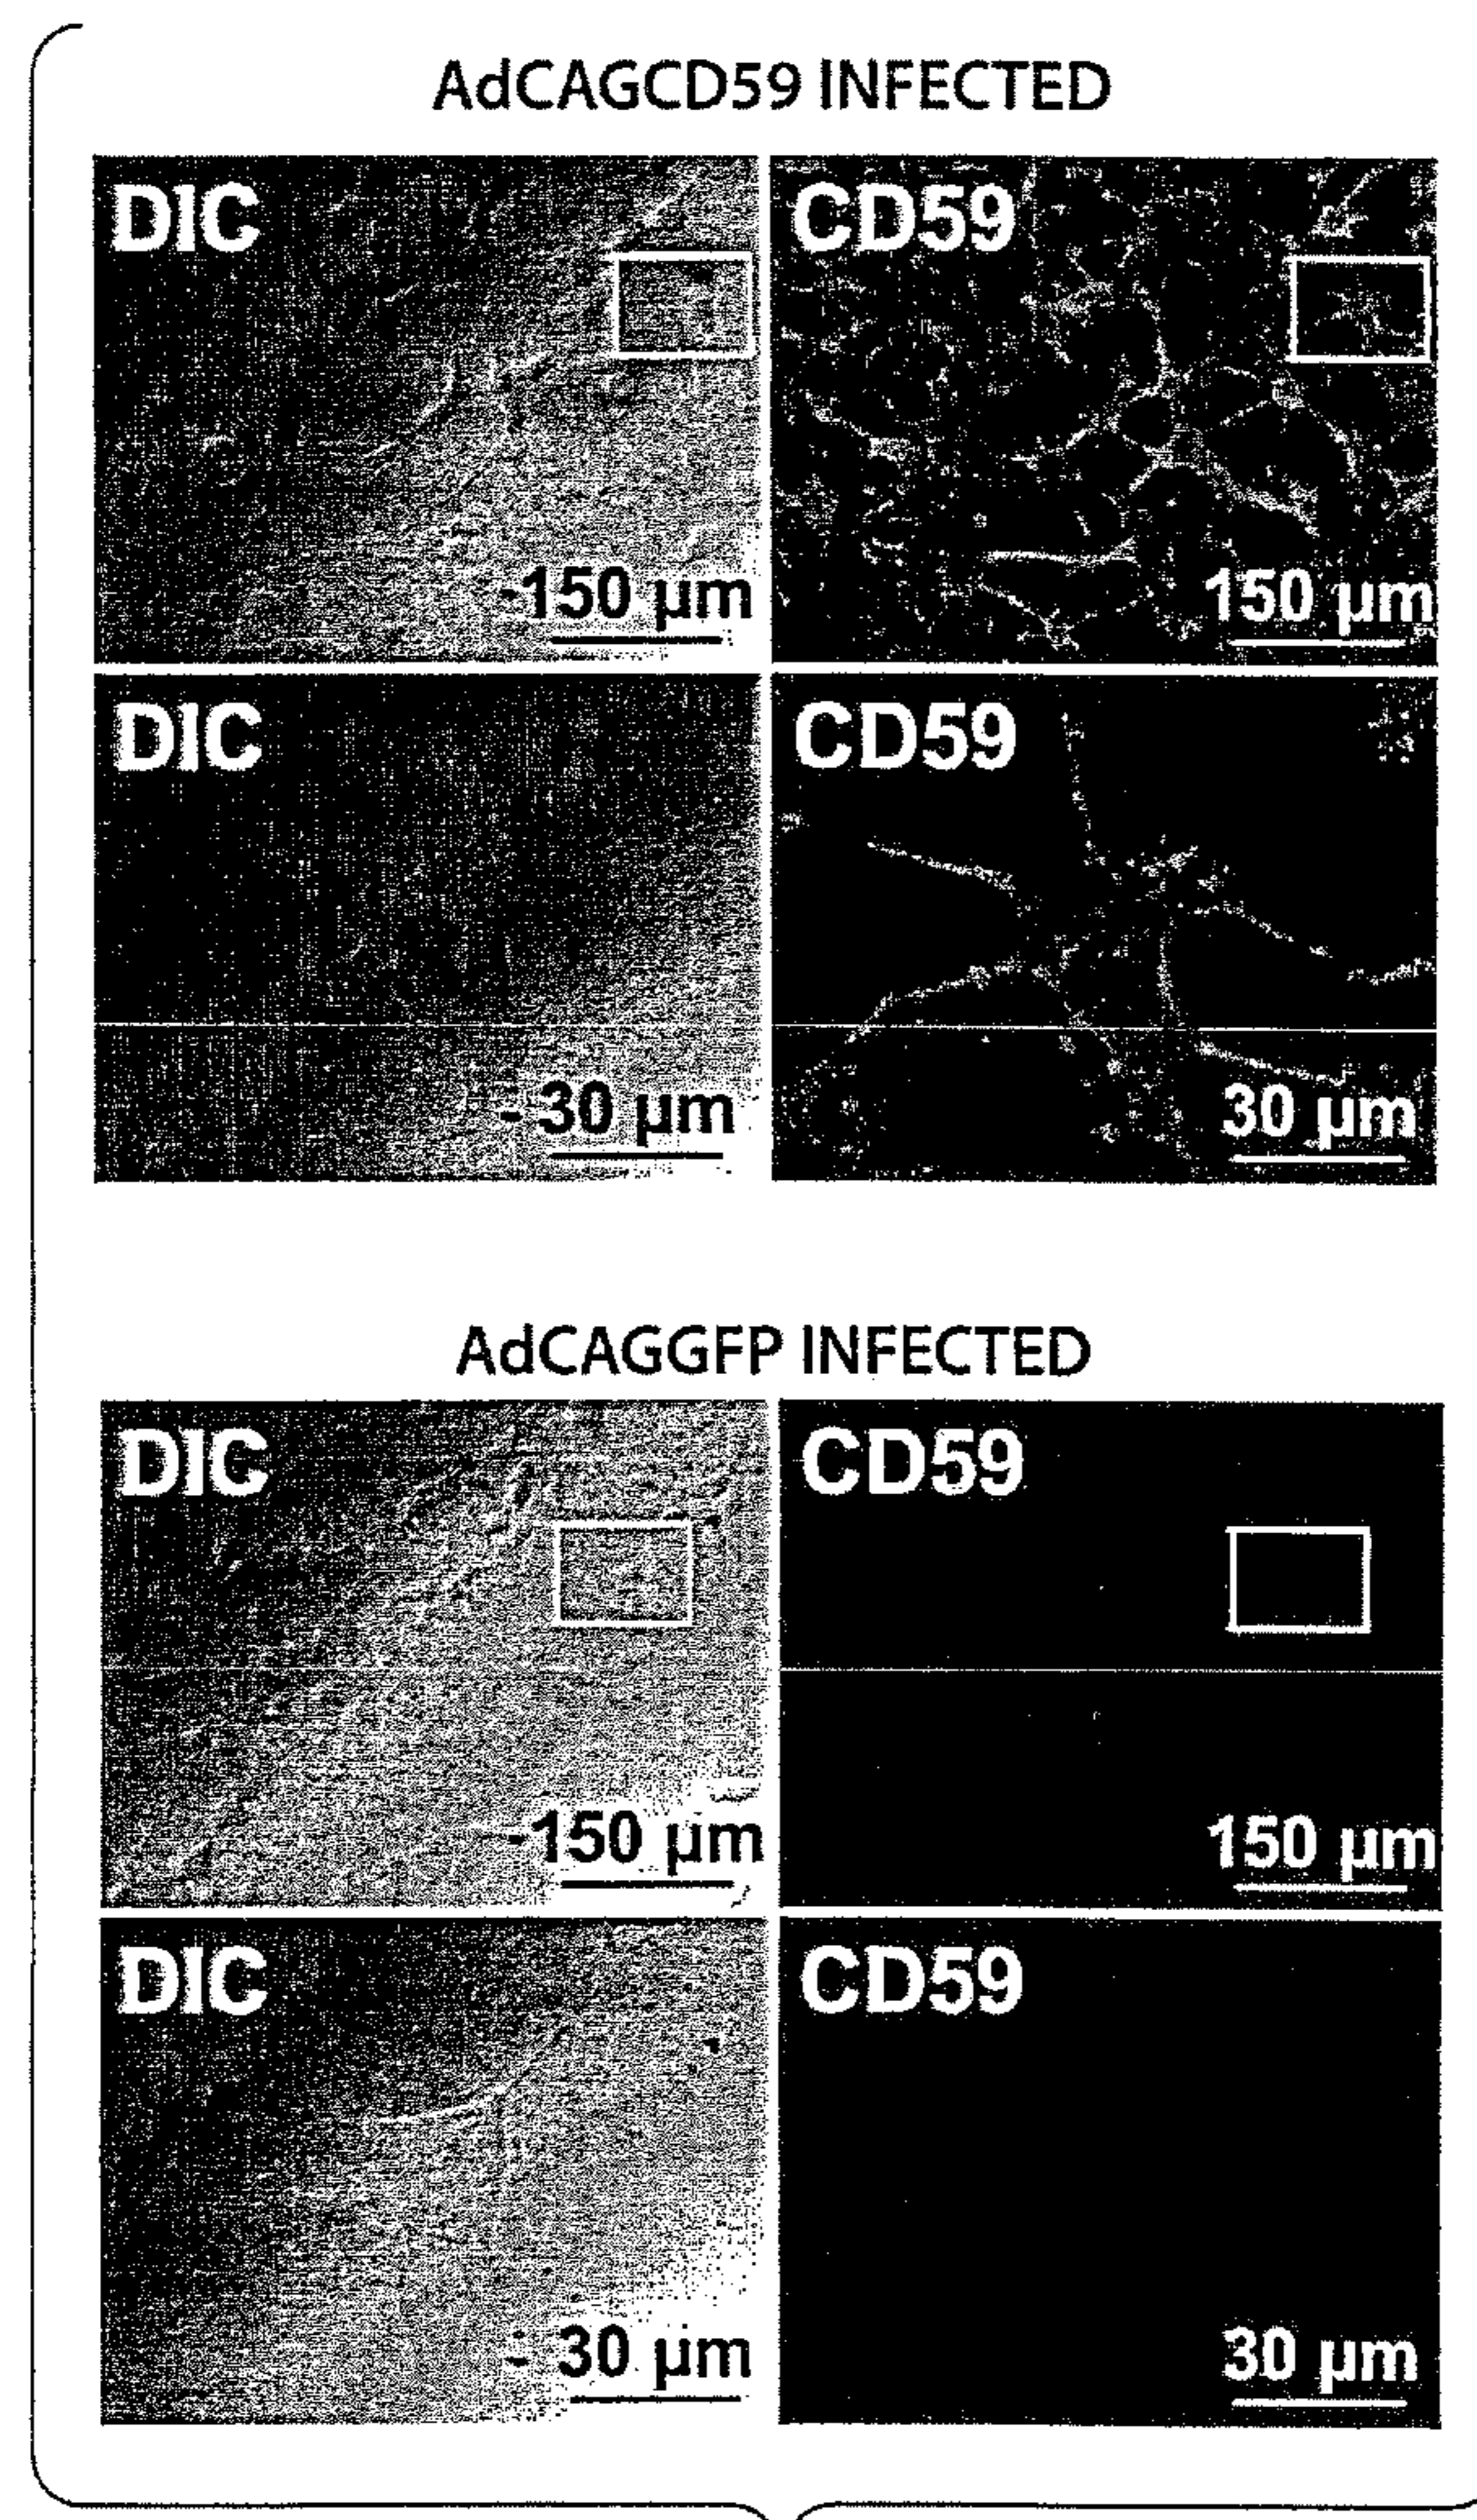 AdCAGCD59 INFECTED
DIC
CD59
150 µm
150 µm
DIC
CD59
30 µm
30 µm
AdCAGGFP INFECTED
DIC
CD59
150 µm
150 µm
DIC
CD59
30 µm
30 µm